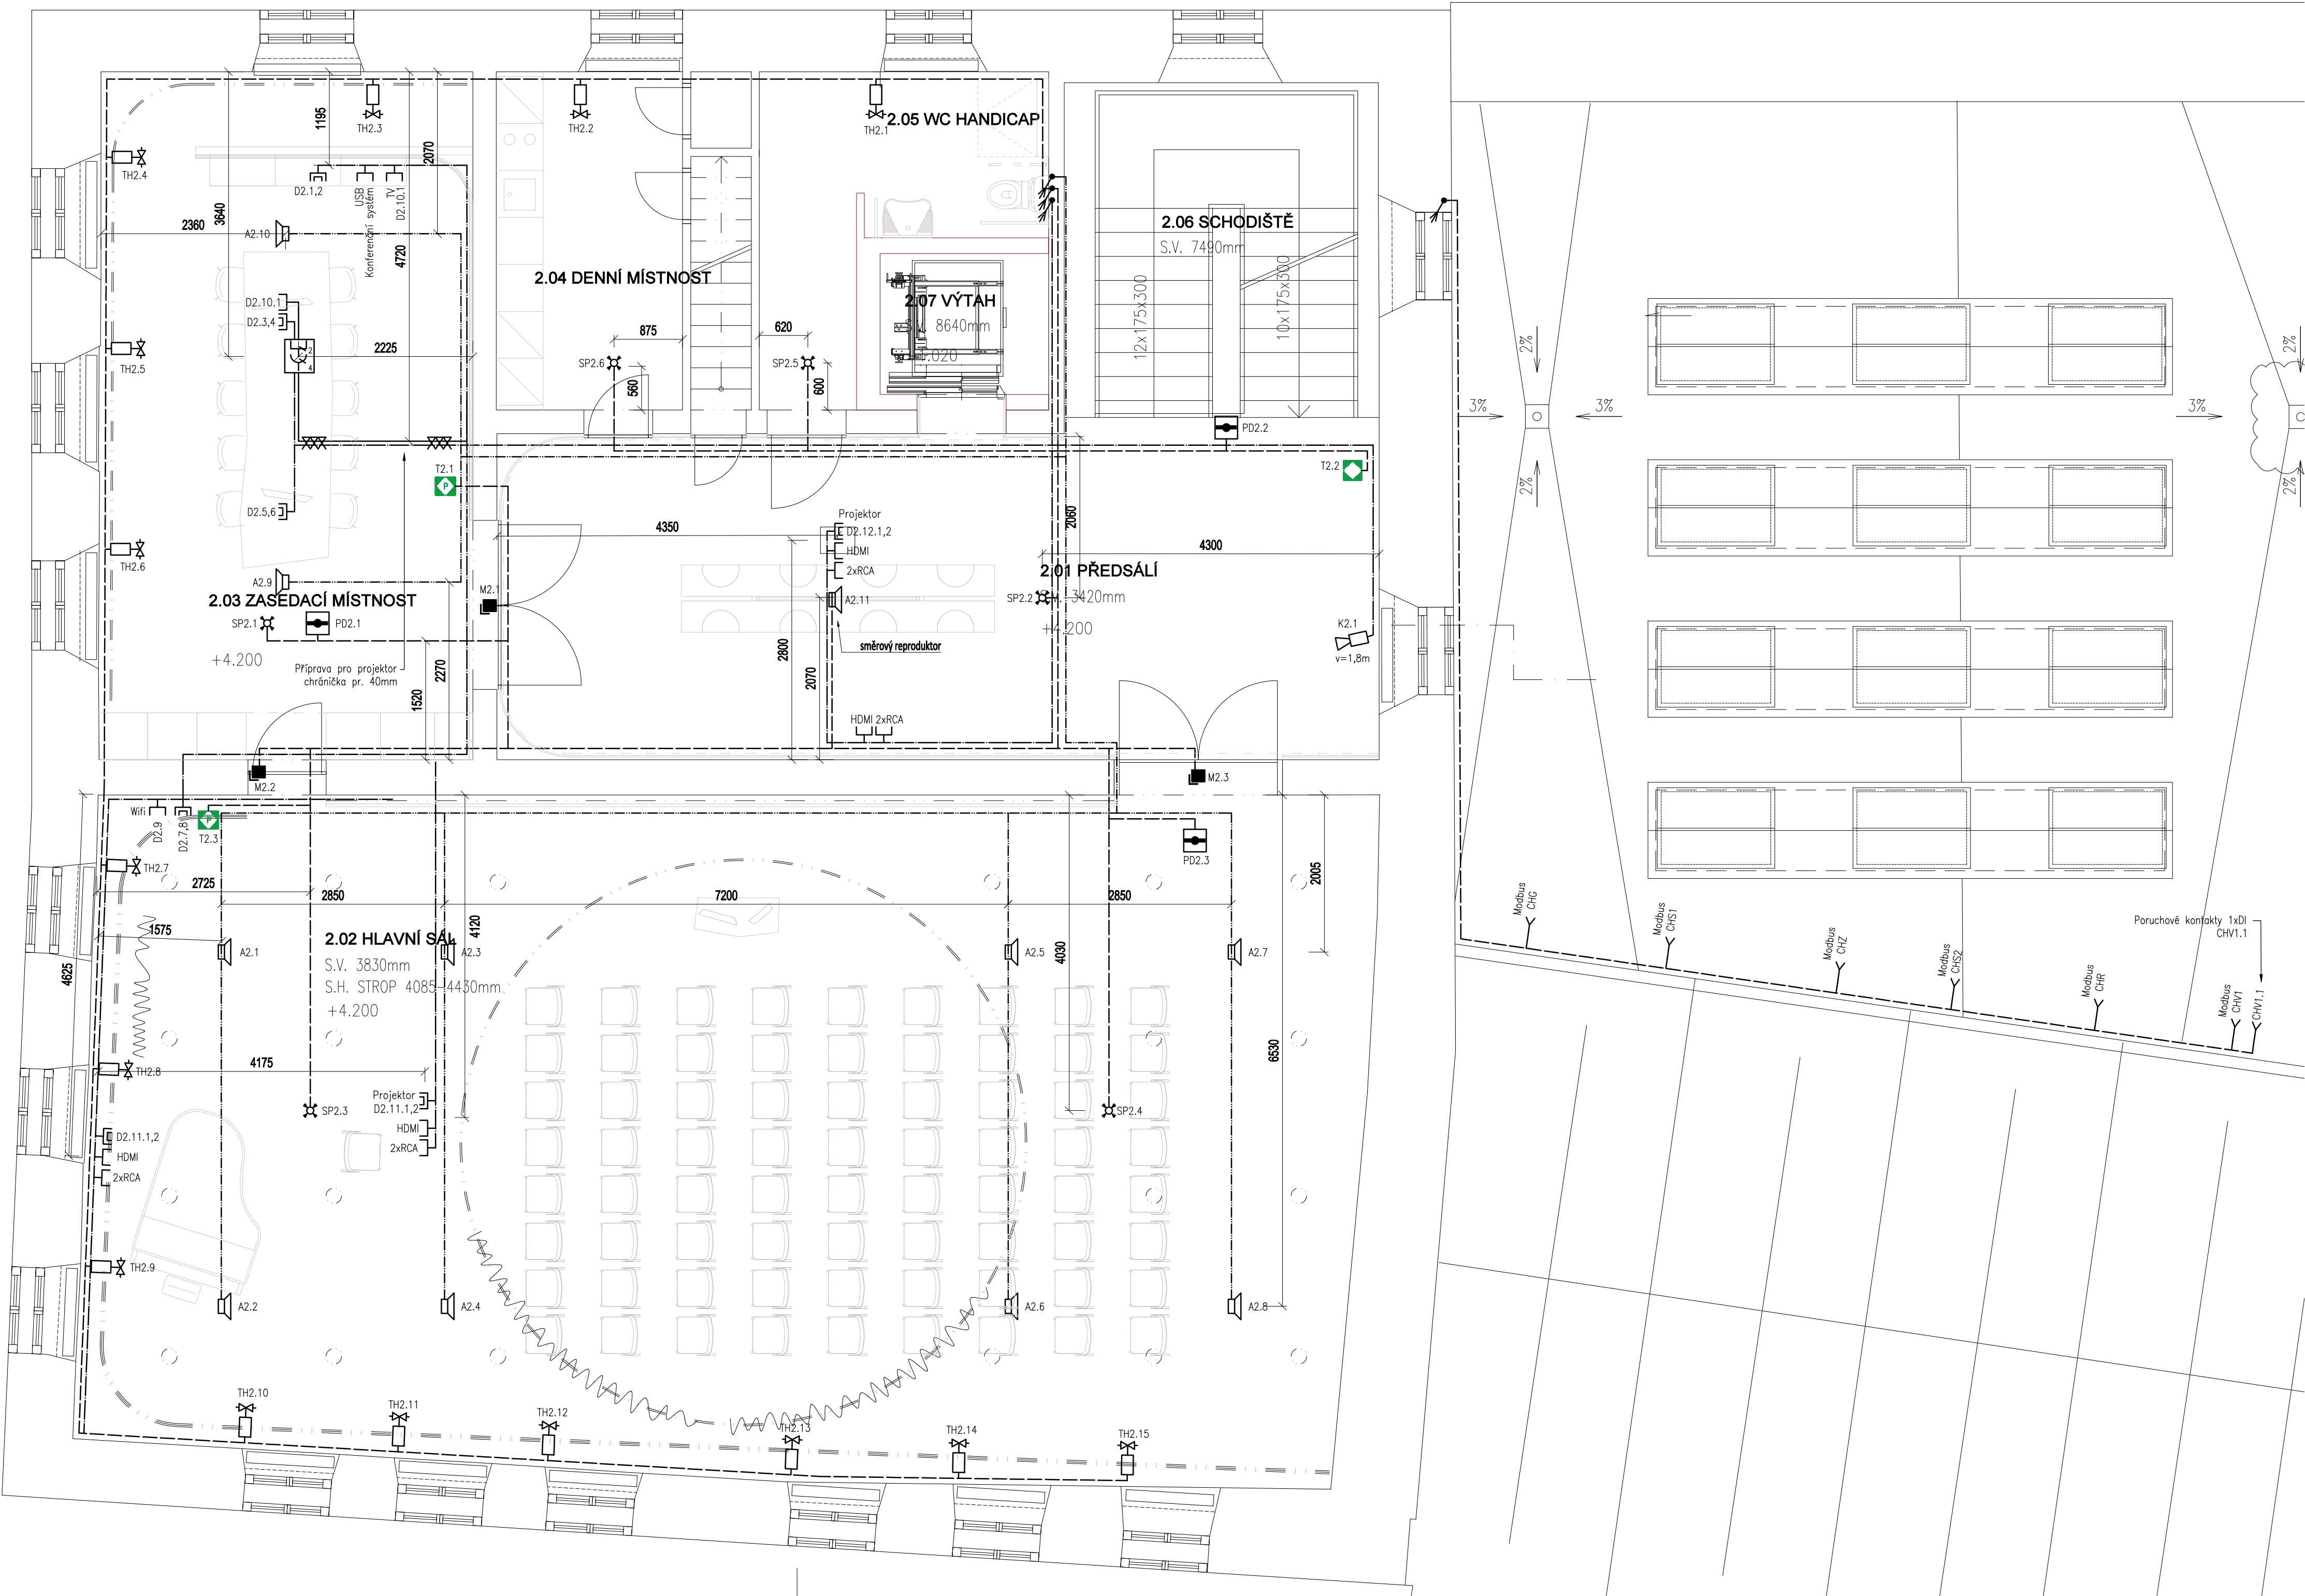 TH2.3
TH2.2
TH2.1
2.05 WC HANDICAP
1195
2070
TH2.4
D2.1,2
USB
Konferenční systém
TV
D2.10.1
2360
3640
A2.10
4720
2.06 SCHODIŠTĚ
S.V. 7490mm
12x175x300
10x175x300
2.04 DENNÍ MÍSTNOST
2.07 VÝTAH
8640mm
D2.10.1
D2.3,4
2
4
2225
875
620
SP2.6
SP2.5
560
600
TH2.5
2%
2%
3%
3%
3%
2%
2%
PD2.2
T2.1
P
T2.2
D2.5,6
Projektor
D2.12.1,2
HDMI
2xRCA
4350
2060
4300
TH2.6
A2.9
M2.1
2.03 ZASEDACÍ MÍSTNOST
SP2.1
PD2.1
A2.11
2.01 PŘEDSÁLÍ
SP2.2
3420mm
+4.200
K2.1
v=1,8m
směrový reproduktor
+4.200
Příprava pro projektor
chránička pr. 40mm
1520
2270
2800
2070
HDMI 2xRCA
M2.2
M2.3
Wifi
D2.9
D2.7,8
P
T2.3
PD2.3
TH2.7
2725
2850
7200
2850
2005
1575
4625
4120
4030
6530
A2.1
2.02 HLAVNÍ SÁL
A2.3
A2.5
A2.7
S.V. 3830mm
S.H. STROP 4085-4430mm
+4.200
Modbus
CHG
Modbus
CHS1
Modbus
CHZ
Modbus
CHS2
Modbus
CHR
Modbus
CHV1
CHV1.1
Poruchové kontakty 1xDI
CHV1.1
TH2.8
4175
Projektor
D2.11.1,2
HDMI
2xRCA
SP2.3
SP2.4
D2.11.1,2
HDMI
2xRCA
TH2.9
A2.2
A2.4
A2.6
A2.8
TH2.10
TH2.11
TH2.12
TH2.13
TH2.14
TH2.15